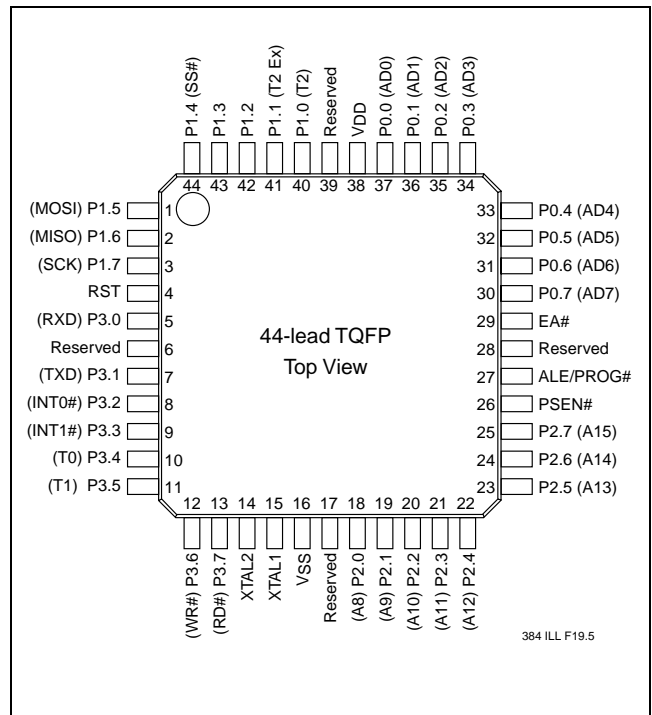 P1.4 (SS#)
P1.3
P1.2
P1.1 (T2 Ex)
P1.0 (T2)
Reserved
VDD
P0.0 (AD0)
P0.1 (AD1)
P0.2 (AD2)
P0.3 (AD3)
44 43 42 41 40 39 38 37 36 35 34
(MOSI) P1.5 1
(MISO) P1.6 2
(SCK) P1.7 3
RST 4
(RXD) P3.0 5
Reserved 6
(TXD) P3.1 7
(INT0#) P3.2 8
(INT1#) P3.3 9
(T0) P3.4 10
(T1) P3.5 11
44-lead TQFP
Top View
33 P0.4 (AD4)
32 P0.5 (AD5)
31 P0.6 (AD6)
30 P0.7 (AD7)
29 EA#
28 Reserved
27 ALE/PROG#
26 PSEN#
25 P2.7 (A15)
24 P2.6 (A14)
23 P2.5 (A13)
12 13 14 15 16 17 18 19 20 21 22
(WR#) P3.6
(RD#) P3.7
XTAL2
XTAL1
VSS
Reserved
(A8) P2.0
(A9) P2.1
(A10) P2.2
(A11) P2.3
(A12) P2.4
384 ILL F19.5